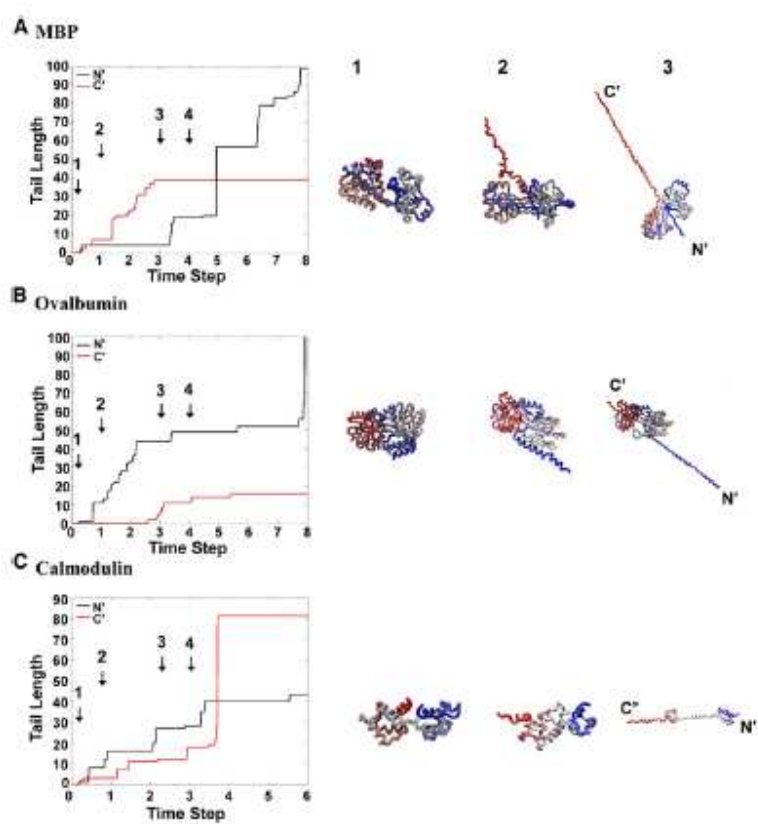 A MBP
N'
C'
1
2
3
4
100
90
80
70
60
50
40
30
20
10
0
Tail Length
0 1 2 3 4 5 6 7 8
Time Step
1 2 3
C'
N'
B Ovalbumin
N'
C'
1
2
3
4
100
90
80
70
60
50
40
30
20
10
0
Tail Length
0 1 2 3 4 5 6 7 8
Time Step
C'
N'
C Calmodulin
N'
C'
1
2
3
4
90
80
70
60
50
40
30
20
10
0
Tail Length
0 1 2 3 4 5 6
Time Step
C'
N'